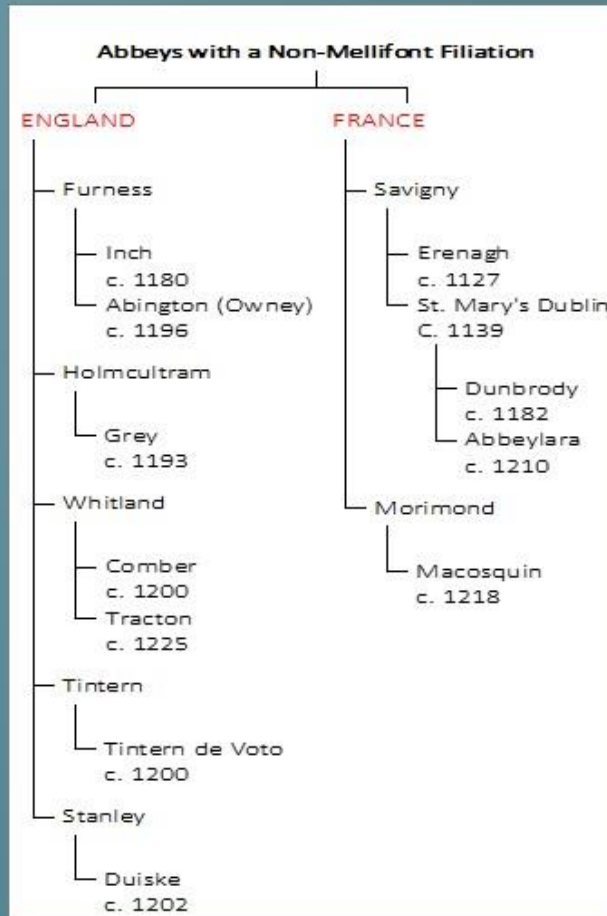 Abbeys with a Non-Mellifont Filiation
ENGLAND
Furness
Inch
c. 1180
Abington (Owney)
c. 1196
Holmcultram
Grey
c. 1193
Whitland
Comber
c. 1200
Tracton
c. 1225
Tintern
Tintern de Voto
c. 1200
Stanley
Duiske
c. 1202
FRANCE
Savigny
Erenagh
c. 1127
St. Mary's Dublin
C. 1139
Dunbrody
c. 1182
Abbeylara
c. 1210
Morimond
Macosquin
c. 1218